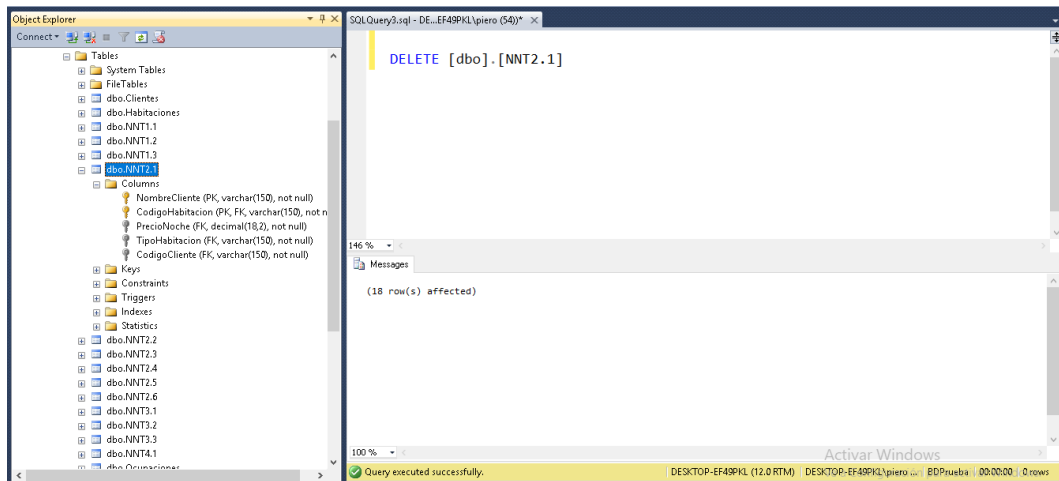 Object Explorer
Connect
Tables
System Tables
FileTables
dbo.Clientes
dbo.Habitaciones
dbo.NNT1.1
dbo.NNT1.2
dbo.NNT1.3
dbo.NNT2.1
Columns
NombreCliente (PK, varchar(150), not null)
CodigoHabitacion (PK, FK, varchar(150), not n
PrecioNoche (FK, decimal(18,2), not null)
TipoHabitacion (FK, varchar(150), not null)
CodigoCliente (FK, varchar(150), not null)
Keys
Constraints
Triggers
Indexes
Statistics
dbo.NNT2.2
dbo.NNT2.3
dbo.NNT2.4
dbo.NNT2.5
dbo.NNT2.6
dbo.NNT3.1
dbo.NNT3.2
dbo.NNT3.3
dbo.NNT4.1
dbo.Ocupaciones
SQLQuery3.sql - DE...EF49PKL\piero (54))*
DELETE [dbo].[NNT2.1]
146 %
Messages
(18 row(s) affected)
100 %
Activar Windows
Query executed successfully.
DESKTOP-EF49PKL (12.0 RTM)
DESKTOP-EF49PKL\piero ...
BDPrueba
00:00:00
0 rows